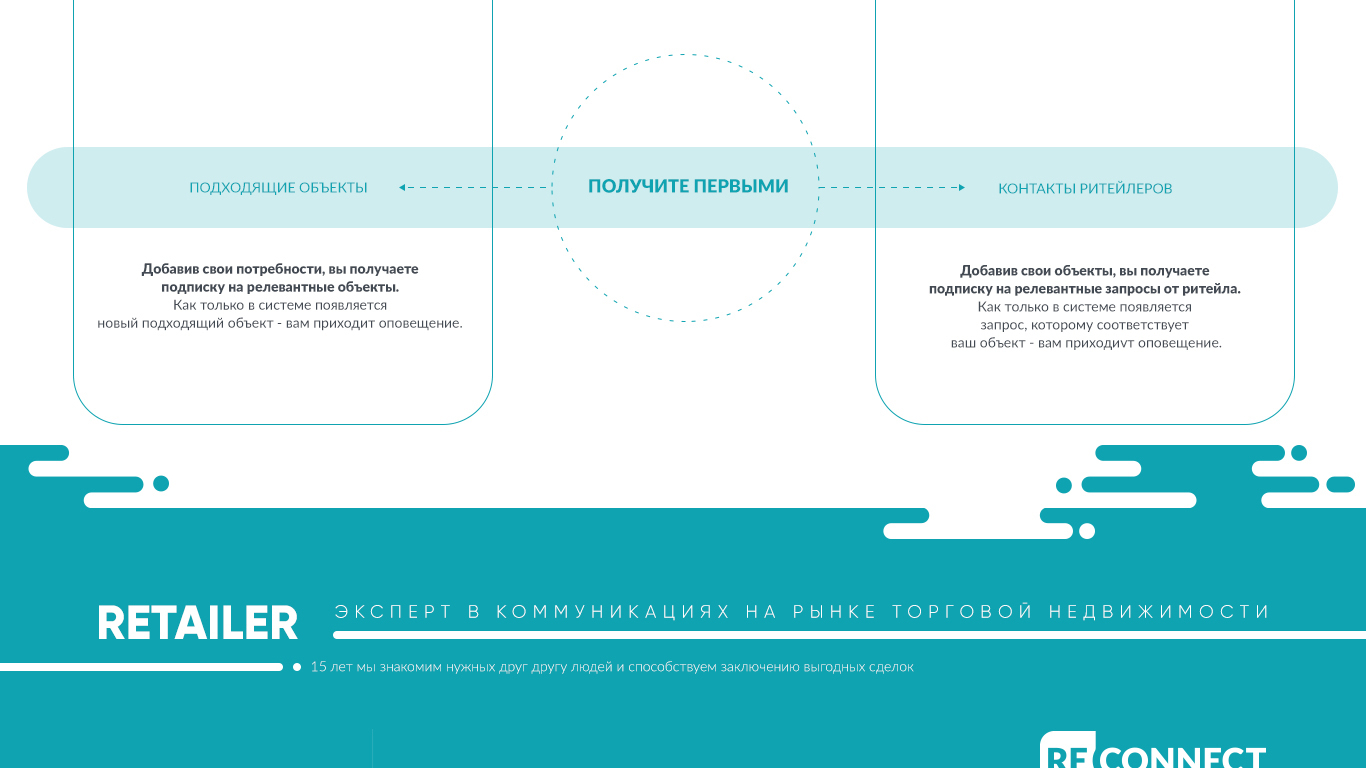 ПОДХОДЯЩИЕ ОБЪЕКТЫ
ПОЛУЧИТЕ ПЕРВЫМИ
КОНТАКТЫ РИТЕЙЛЕРОВ
Добавив свои потребности, вы получаете
подписку на релевантные объекты.
Как только в системе появляется
новый подходящий объект - вам приходит оповещение.
Добавив свои объекты, вы получаете
подписку на релевантные запросы от ритейла.
Как только в системе появляется
запрос, которому соответствует
ваш объект - вам приходиvт оповещение.
RETAILER
ЭКСПЕРТ В КОММУНИКАЦИЯХ НА РЫНКЕ ТОРГОВОЙ НЕДВИЖИМОСТИ
15 лет мы знакомим нужных друг другу людей и способствуем заключению выгодных сделок
RECONNECT